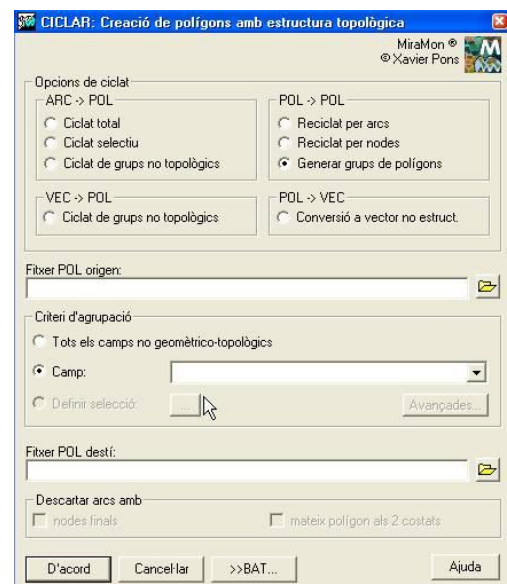 CICLAR: Creació de polígons amb estructura topològica
MiraMon ®
© Xavier Pons
Opcions de ciclat
ARC -> POL
Ciclat total
Ciclat selectiu
Ciclat de grups no topològics
POL -> POL
Reciclat per arcs
Reciclat per nodes
Generar grups de polígons
VEC -> POL
Ciclat de grups no topològics
POL -> VEC
Conversió a vector no estruct.
Fitxer POL origen:
Criteri d'agrupació
Tots els camps no geomètrico-topològics
Camp:
Definir selecció:
...
Avançades...
Fitxer POL destí:
Descartar arcs amb
nodes finals
mateix polígon als 2 costats
D'acord
Cancel·lar
>>BAT...
Ajuda